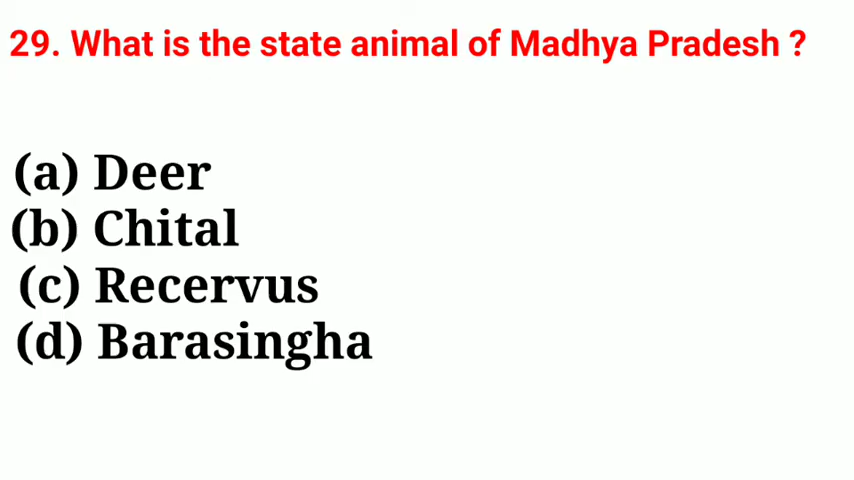 29. What is the state animal of Madhya Pradesh ?
(a) Deer
(b) Chital
(c) Recervus
(d) Barasingha